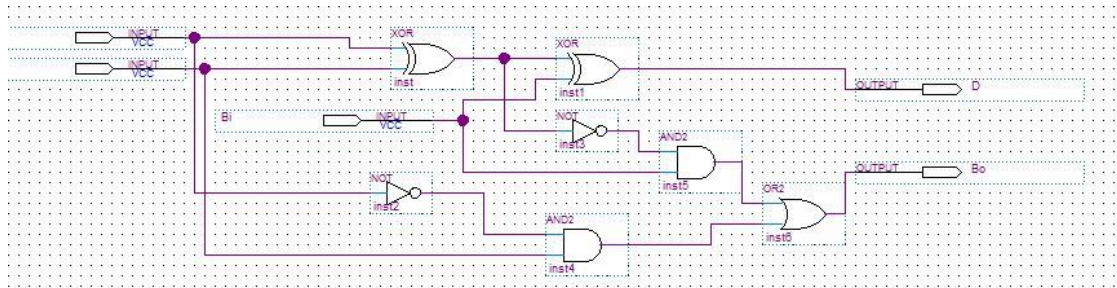 INPUT
VCC
INPUT
VCC
XOR
inst
XOR
inst1
OUTPUT D
Bi
INPUT
VCC
NOT
inst3
AND2
inst5
OUTPUT Bo
NOT
inst2
OR2
inst6
AND2
inst4